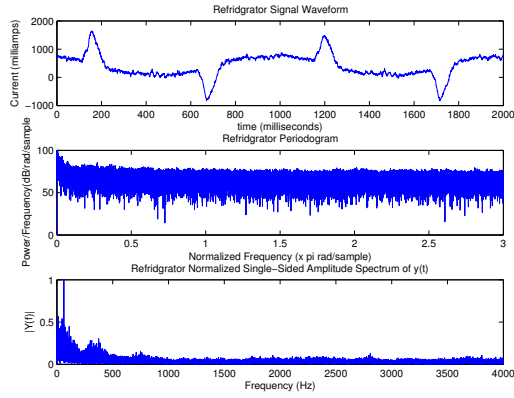 Refridgrator Signal Waveform
Current (milliamps)
2000
1000
0
−1000
0 200 400 600 800 1000 1200 1400 1600 1800 2000
time (milliseconds)
Refridgrator Periodogram
Power/Frequency(dB/rad/sample
100
50
0
0 0.5 1 1.5 2 2.5 3
Normalized Frequency (x pi rad/sample)
Refridgrator Normalized Single−Sided Amplitude Spectrum of y(t)
|Y(f)|
1
0.5
0
0 500 1000 1500 2000 2500 3000 3500 4000
Frequency (Hz)